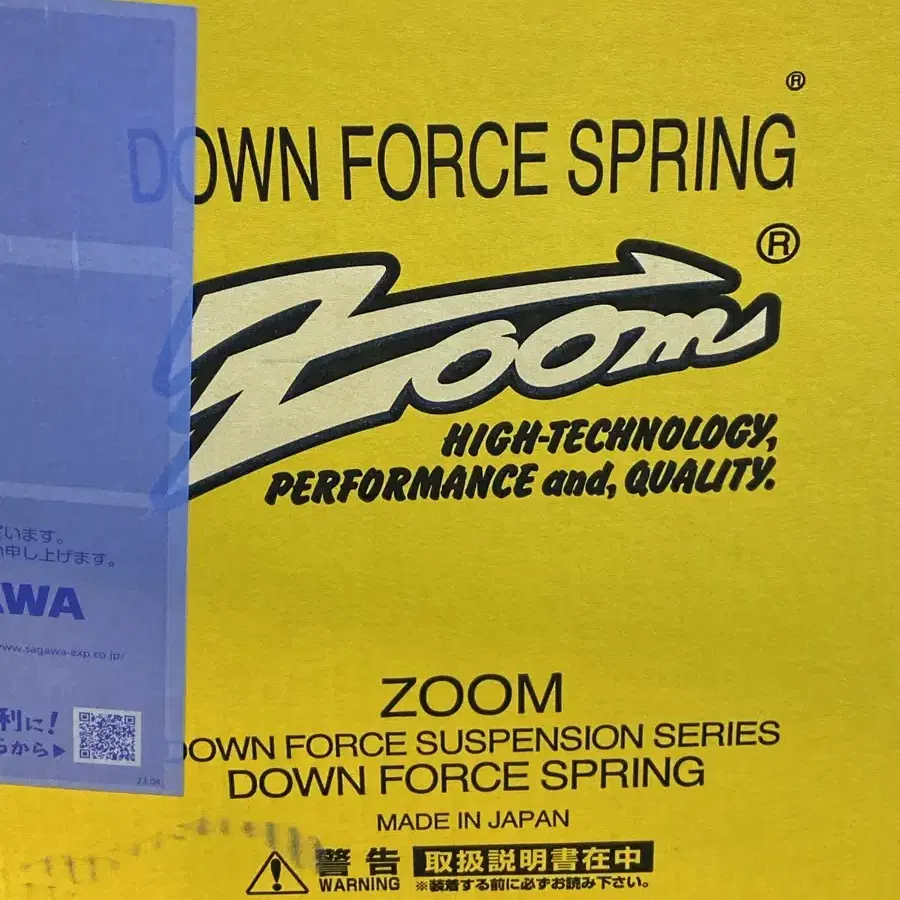 ®
DOWN FORCE SPRING
Zoom ®
HIGH-TECHNOLOGY,
PERFORMANCE and, QUALITY.
います。
申し上げます。
AWA
www.sagawa-exp.co.jp/
利に!
から▶
23.04
ZOOM
DOWN FORCE SUSPENSION SERIES
DOWN FORCE SPRING
MADE IN JAPAN
警告 取扱説明書在中
WARNING ※装着する前に必ずお読み下さい。